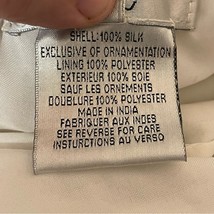 SHELL:100% SILK
EXCLUSIVE OF ORNAMENTATION
LINING 100% POLYESTER
EXTERIEUR 100% SOIE
SAUF LES ORNEMENTS
DOUBLURE 100% POLYESTER
MADE IN INDIA
FABRIQUER AUX INDES
SEE REVERSE FOR CARE
INSTURCTIONS AU VERSO